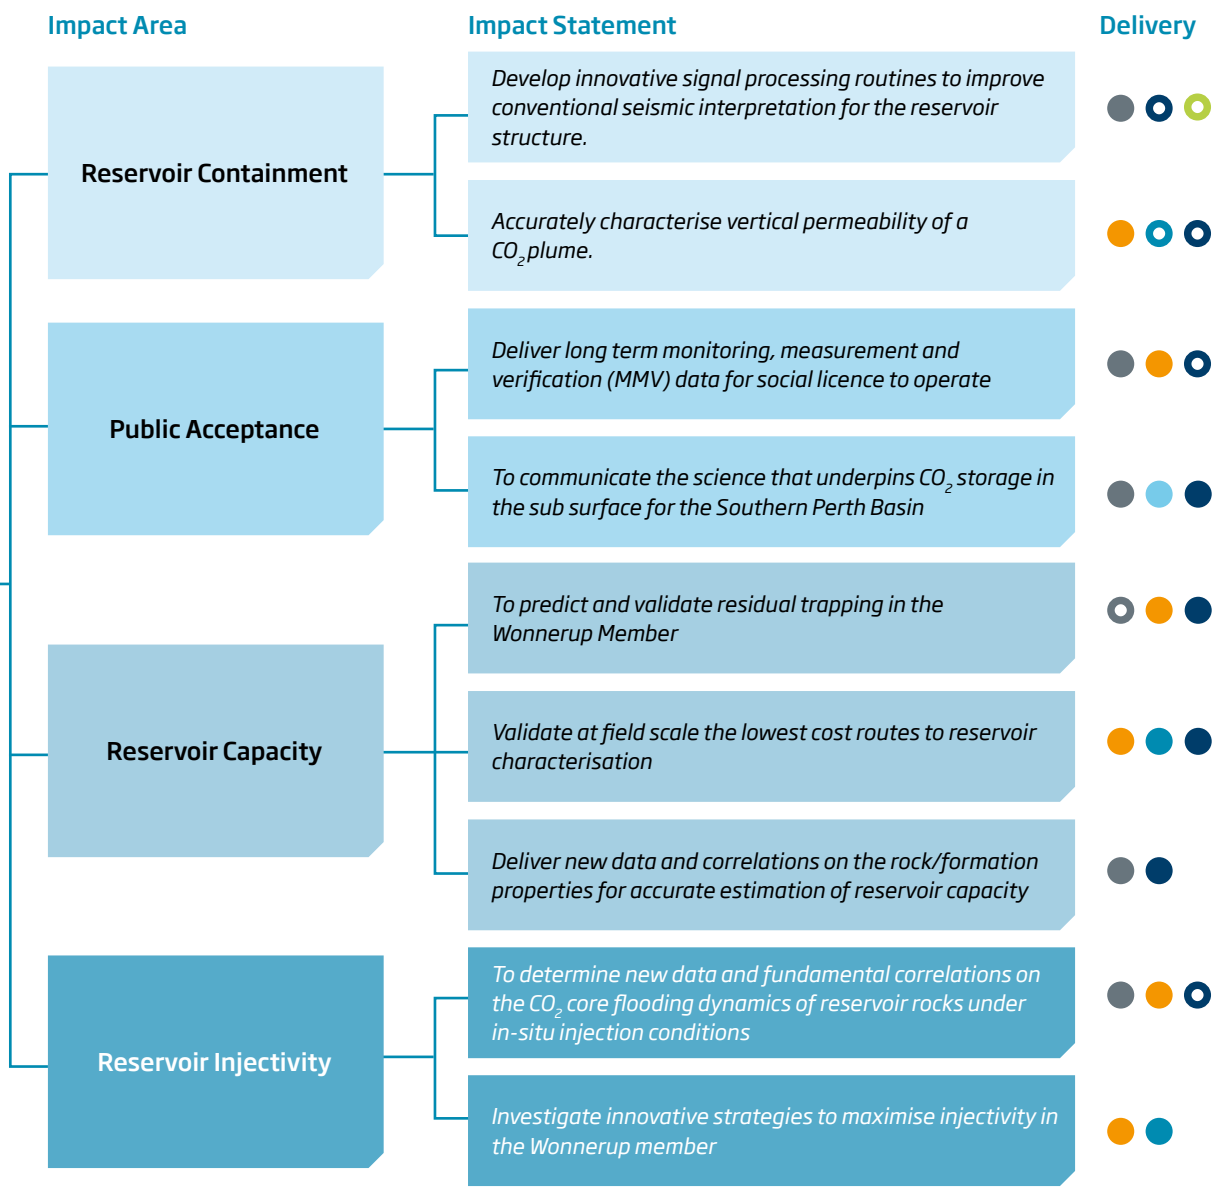 Impact Area
Impact Statement
Delivery
Reservoir Containment
Develop innovative signal processing routines to improve
conventional seismic interpretation for the reservoir
structure.
Accurately characterise vertical permeability of a
CO₂ plume.
Public Acceptance
Deliver long term monitoring, measurement and
verification (MMV) data for social licence to operate
To communicate the science that underpins CO₂ storage in
the sub surface for the Southern Perth Basin
Reservoir Capacity
To predict and validate residual trapping in the
Wonnerup Member
Validate at field scale the lowest cost routes to reservoir
characterisation
Deliver new data and correlations on the rock/formation
properties for accurate estimation of reservoir capacity
Reservoir Injectivity
To determine new data and fundamental correlations on
the CO₂ core flooding dynamics of reservoir rocks under
in-situ injection conditions
Investigate innovative strategies to maximise injectivity in
the Wonnerup member